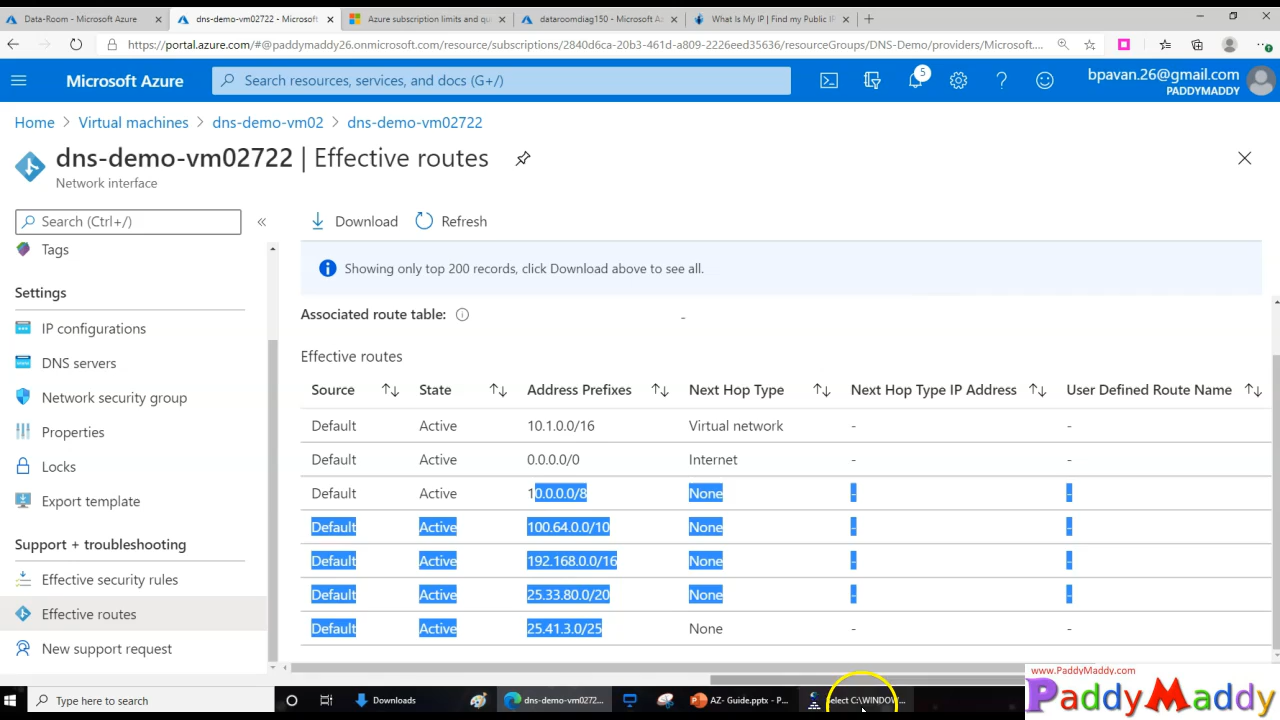 Data-Room - Microsoft Azure
dns-demo-vm02722 - Microsoft
Azure subscription limits and qu
dataroomdiag150 - Microsoft Az
What Is My IP | Find my Public IP
https://portal.azure.com/#@paddymaddy26.onmicrosoft.com/resource/subscriptions/2840d6ca-20b3-461d-a809-2226eed35636/resourceGroups/DNS-Demo/providers/Microsoft....
Microsoft Azure
Search resources, services, and docs (G+/)
5
bpavan.26@gmail.com
PADDYMADDY
Home > Virtual machines > dns-demo-vm02 > dns-demo-vm02722
dns-demo-vm02722 | Effective routes
Network interface
Search (Ctrl+/)
«
Download
Refresh
Tags
Settings
IP configurations
DNS servers
Network security group
Properties
Locks
Export template
Support + troubleshooting
Effective security rules
Effective routes
New support request
Showing only top 200 records, click Download above to see all.
Associated route table: -
Effective routes
Source State Address Prefixes Next Hop Type Next Hop Type IP Address User Defined Route Name
Default Active 10.1.0.0/16 Virtual network - -
Default Active 0.0.0.0/0 Internet - -
Default Active 10.0.0.0/8 None - -
Default Active 100.64.0.0/10 None - -
Default Active 192.168.0.0/16 None - -
Default Active 25.33.80.0/20 None - -
Default Active 25.41.3.0/25 None - -
www.PaddyMaddy.com
PaddyMaddy
Type here to search
Downloads
dns-demo-vm0272...
AZ- Guide.pptx - P...
Select C:\WINDOW...